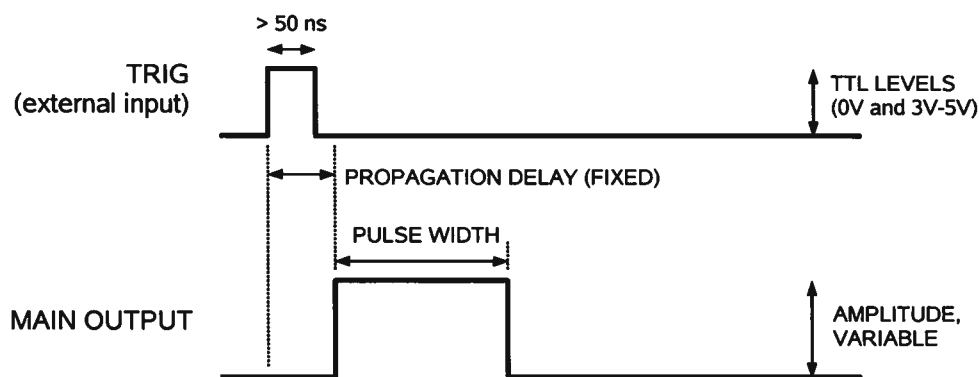 > 50 ns
TRIG
(external input)
TTL LEVELS
(0V and 3V-5V)
PROPAGATION DELAY (FIXED)
PULSE WIDTH
MAIN OUTPUT
AMPLITUDE,
VARIABLE